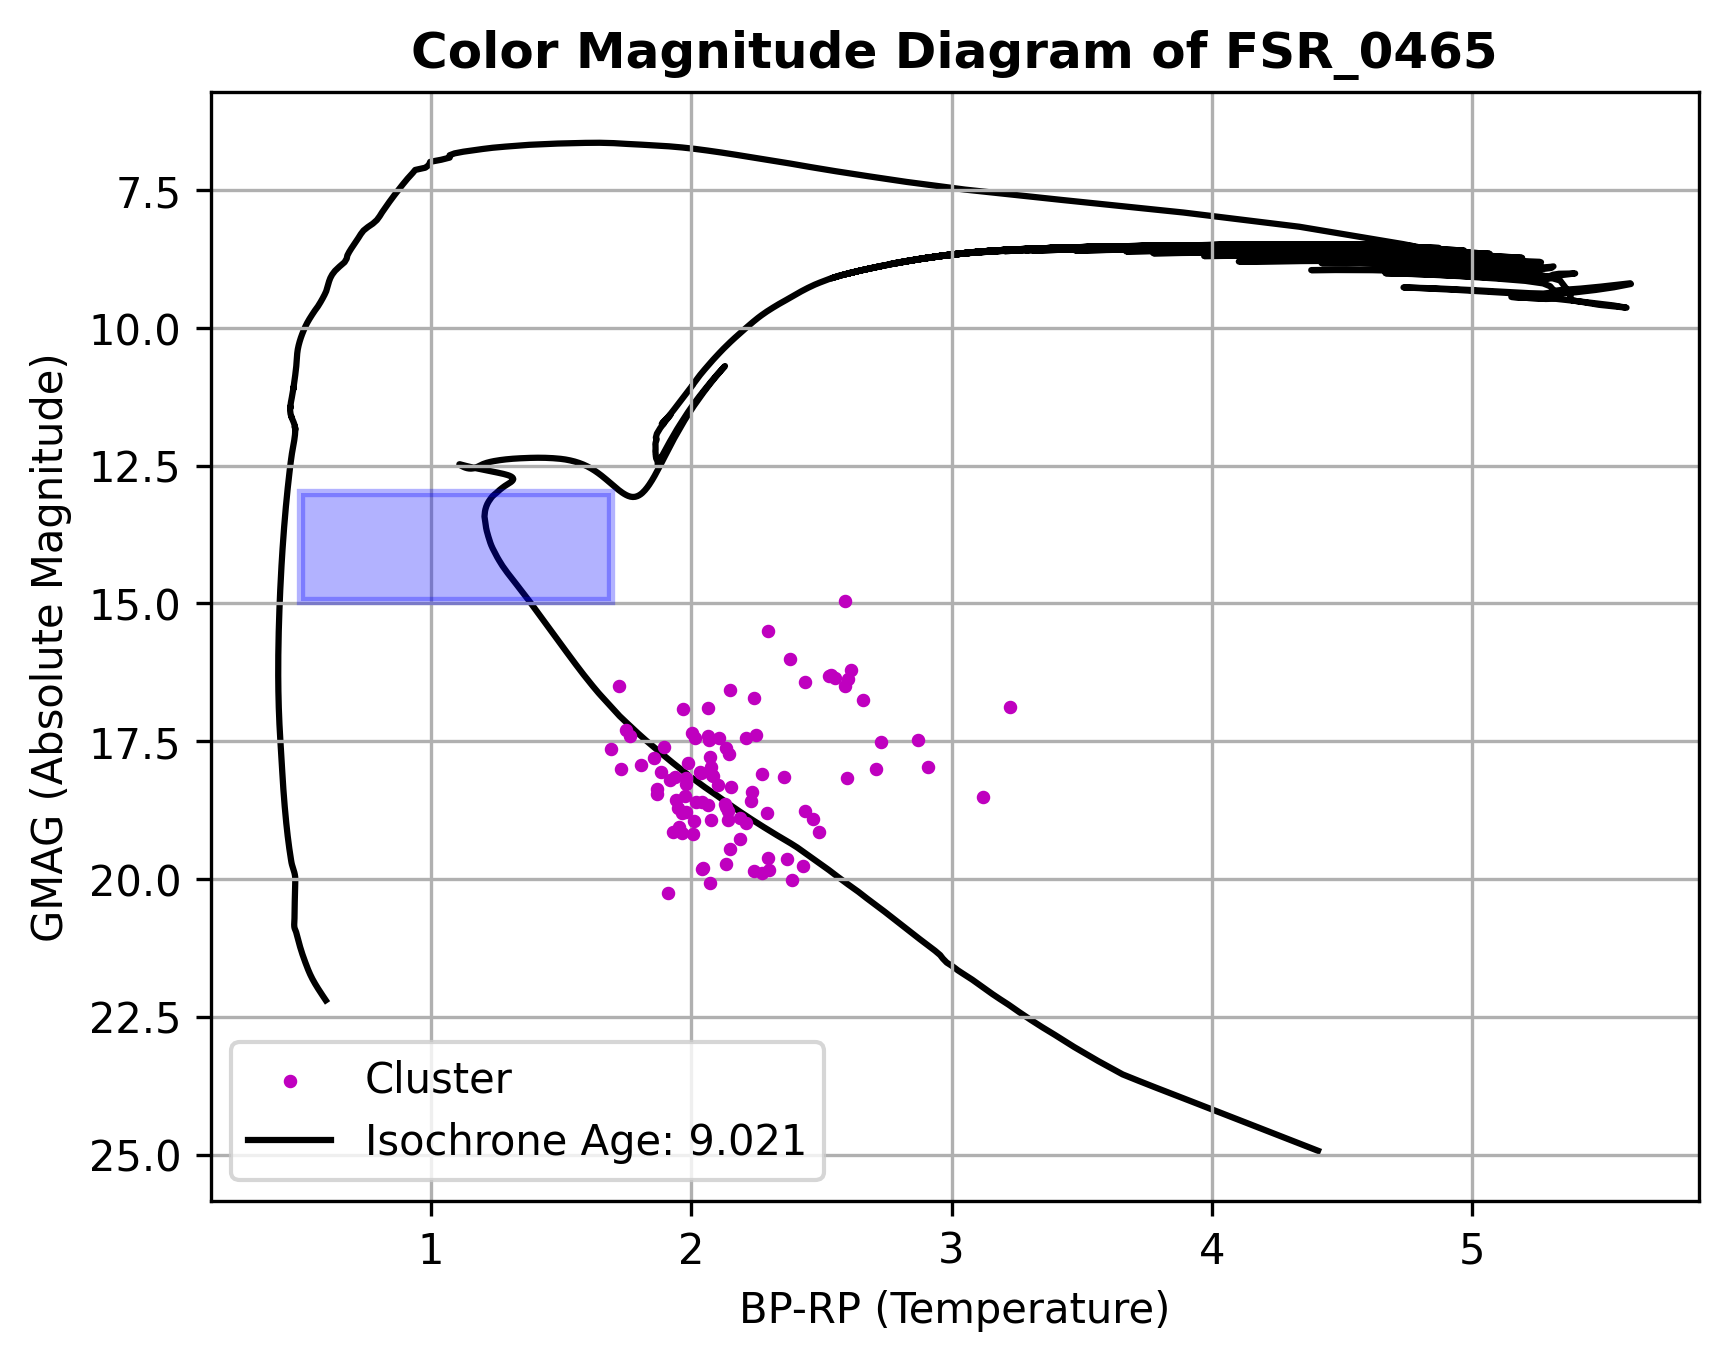 Color Magnitude Diagram of FSR_0465
GMAG (Absolute Magnitude)
7.5
10.0
12.5
15.0
17.5
20.0
22.5
25.0
Cluster
Isochrone Age: 9.021
1 2 3 4 5
BP-RP (Temperature)